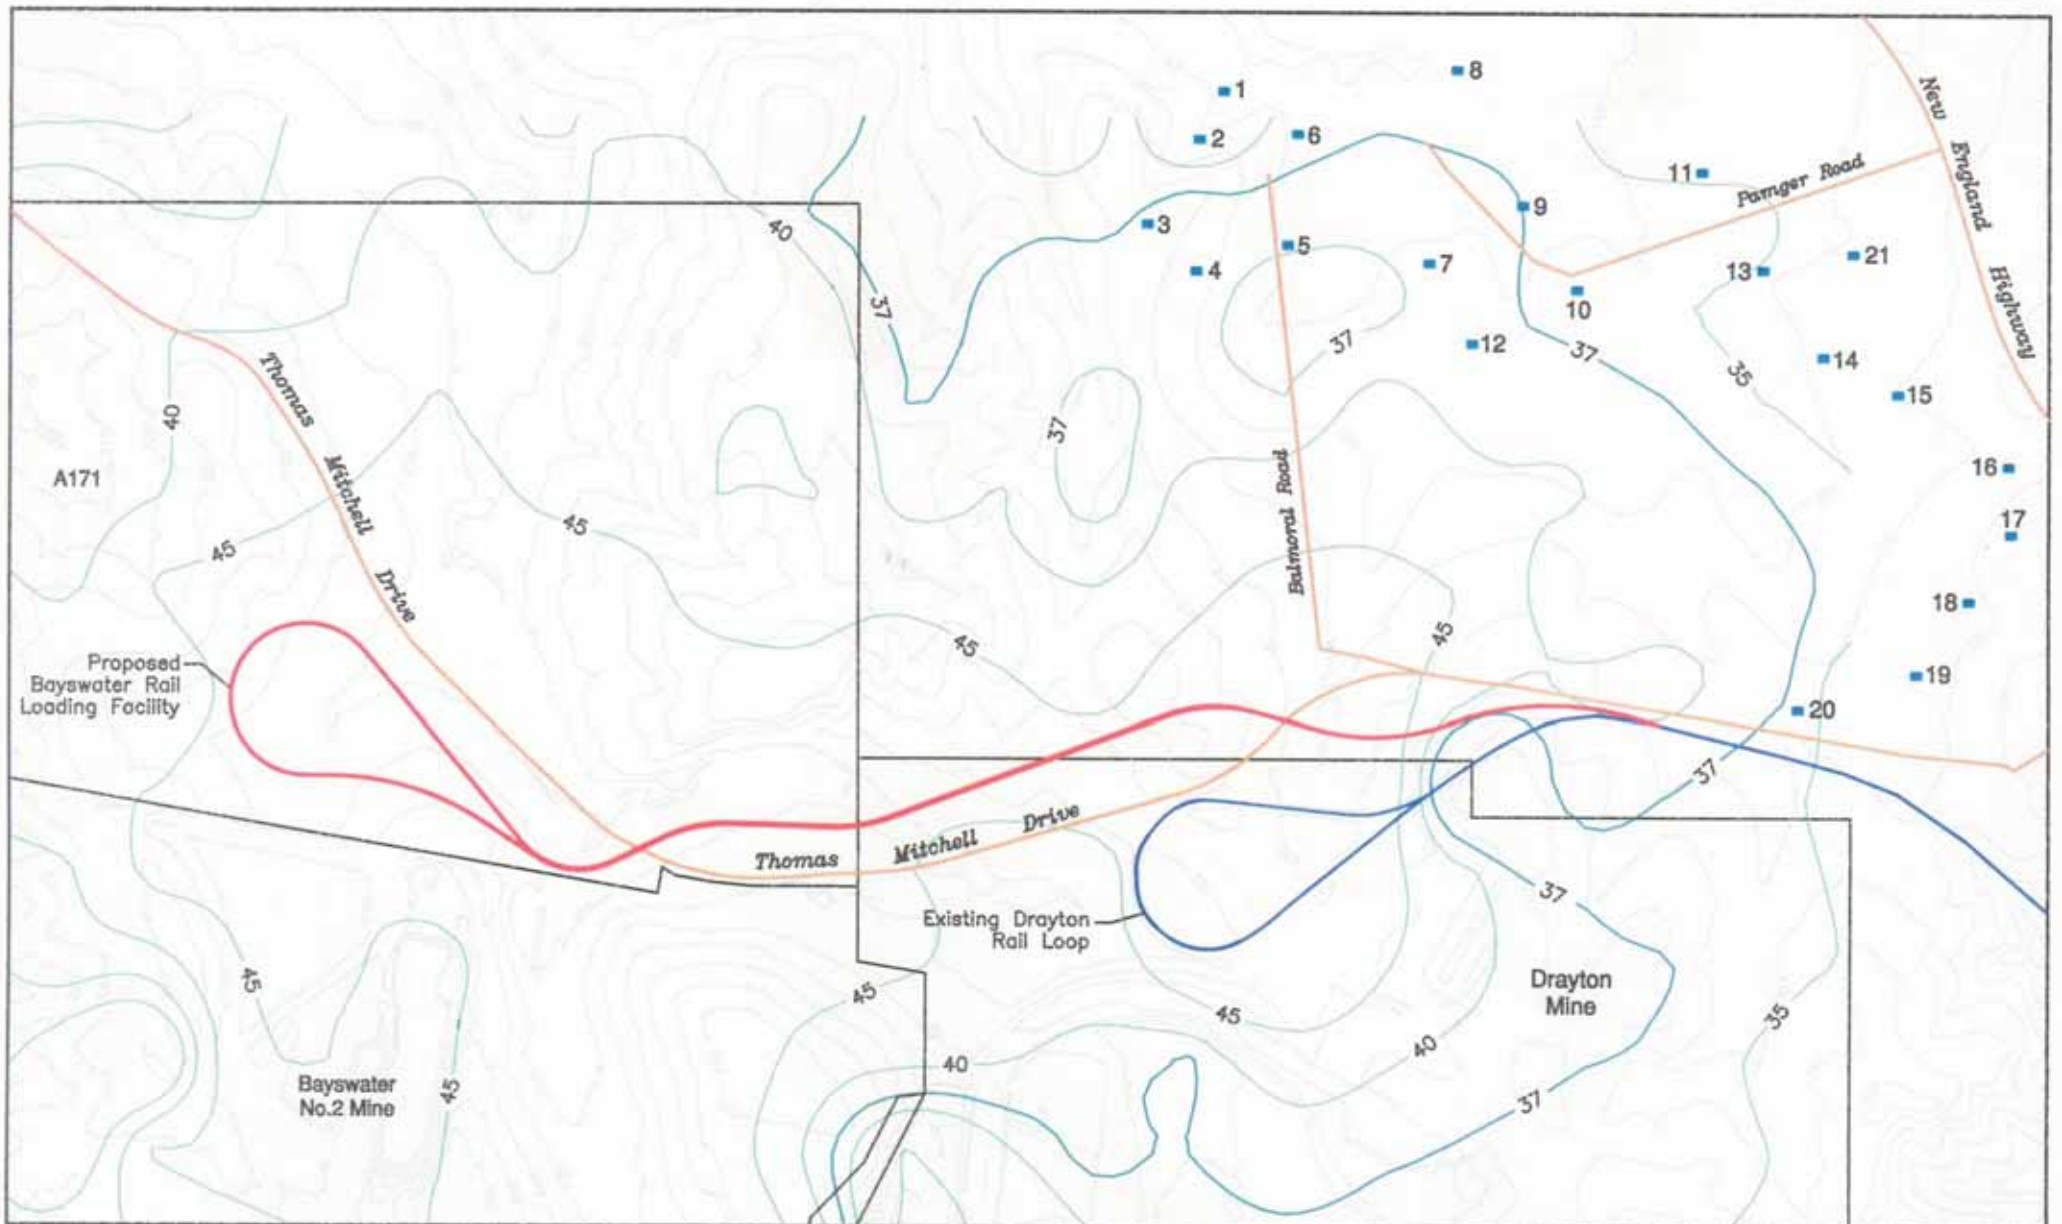 8
1
New
2
6
England
11
Pamger Road
9
3
40
5
21
7
13
4
Highway
37
10
37
12
37
14
35
Thomas
15
40
37
16
A171
Balmoral Road
Mitchell
45
17
45
Drive
18
45
45
Proposed
Bayswater Rail
Loading Facility
19
20
37
Thomas
Mitchell
Drive
37
Existing Drayton
Rail Loop
45
45
Drayton
Mine
45
35
40
40
Bayswater
No.2 Mine
45
37